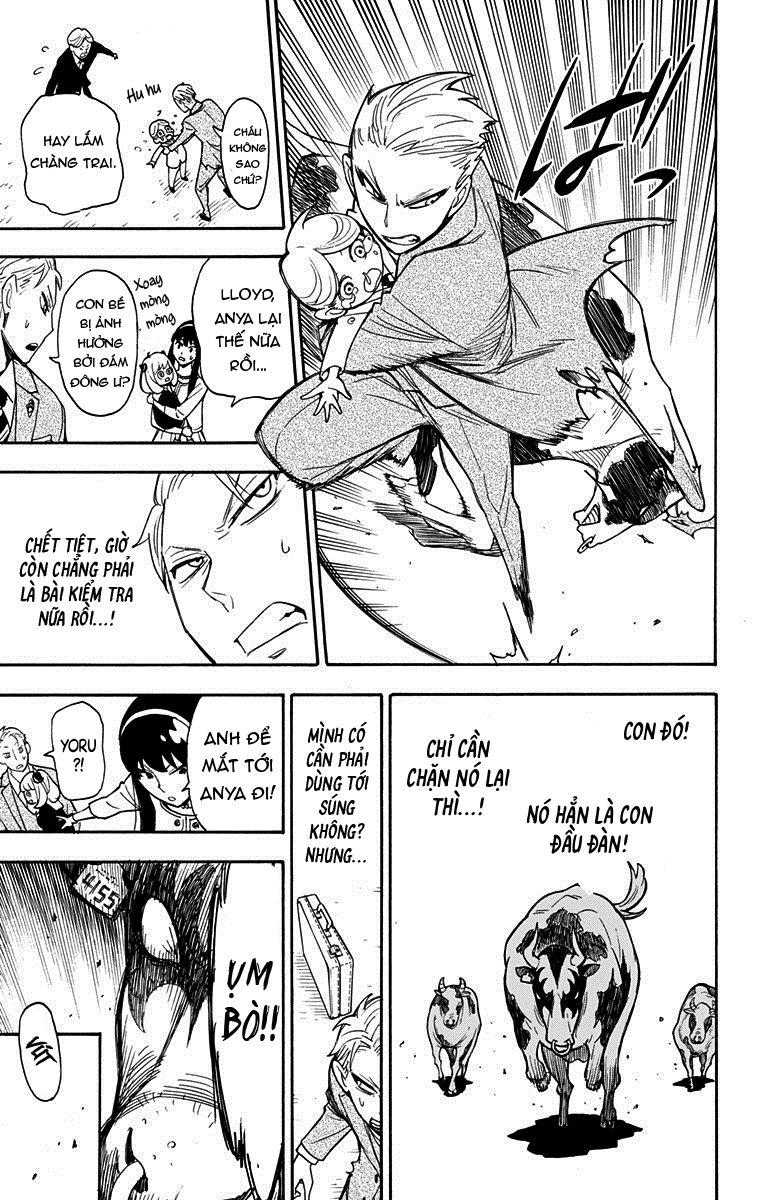 ばっ
CHÁU
KHÔNG
SAO
CHỨ?
Hu hu
HAY LẮM
CHÀNG TRAI.
LLOYD,
ANYA LẠI
THẾ NỮA
RỒI...
Xoay
mòng
mòng
CON BÉ
BỊ ẢNH
HƯỞNG
BỞI ĐÁM
ĐÔNG Ư?
CHẾT TIỆT, GIỜ
CÒN CHẲNG PHẢI
LÀ BÀI KIỂM TRA
NỮA RỒI...!
CON ĐÓ!
NÓ HẲN LÀ CON
ĐẦU ĐÀN!
CHỈ CẦN
CHẶN NÓ LẠI
THÌ...!
MÌNH CÓ
CẦN PHẢI
DÙNG TỚI
SÚNG
KHÔNG?
NHƯNG...
ANH ĐỂ
MẮT TỚI
ANYA ĐI!
YORU
?!
ỤM
BÒ!!
4155